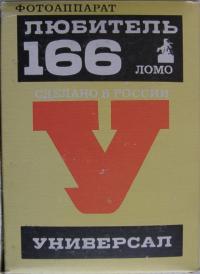 ФОТОАППАРАТ
ЛЮБИТЕЛЬ
166
ЛОМО
СДЕЛАНО В РОССИИ
У
УНИВЕРСАЛ